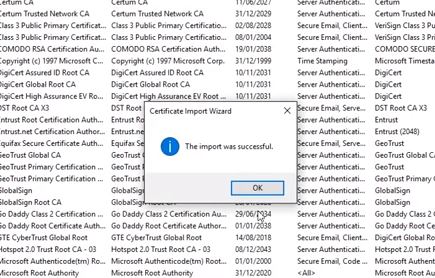 Certum CA Certum CA 11/06/2027 Server Authenticati... Certum
Certum Trusted Network CA Certum Trusted Network CA 31/12/2029 Server Authenticati... Certum Trusted
Class 3 Public Primary Certificat... Class 3 Public Primary Certificatio... 02/08/2028 Secure Email, Client... VeriSign Class 3 P
Class 3 Public Primary Certificat... Class 3 Public Primary Certificatio... 08/01/2004 Secure Email, Client... VeriSign Class 3 P
COMODO RSA Certification Au... COMODO RSA Certification Auth... 19/01/2038 Server Authenticati... COMODO SECURE
Copyright (c) 1997 Microsoft C... Copyright (c) 1997 Microsoft Corp... 31/12/1999 Time Stamping Microsoft Timesta
DigiCert Assured ID Root CA DigiCert Assured ID Root CA 10/11/2031 Server Authenticati... DigiCert
DigiCert Global Root CA DigiCert Global Root CA 10/11/2031 Server Authenticati... DigiCert
DigiCert High Assurance EV Ro... DigiCert High Assurance EV Root 10/11/2031 Server Authenticati... DigiCert
DST Root CA X3 DST Root Secure Email, Serve... DST Root CA X3
Entrust Root Certification Auth... Entrust Server Authenticati... Entrust
Entrust.net Certification Author... Entrust. Server Authenticati... Entrust (2048)
Equifax Secure Certificate Auth... Equifax Secure Email, Serve... GeoTrust
GeoTrust Global CA GeoTru Server Authenticati... GeoTrust Global C
GeoTrust Primary Certification ... GeoTru Server Authenticati... GeoTrust
GeoTrust Primary Certification ... GeoTru Server Authenticati... GeoTrust Primary C
GlobalSign GlobalS Server Authenticati... GlobalSign Root C
GlobalSign Root CA Server Authenticati... GlobalSign Root C
Go Daddy Class 2 Certification ... Go Daddy Class 2 Certification Au... 29/06/2034 Server Authenticati... Go Daddy Class 2
Go Daddy Root Certificate Auth... Go Daddy Root Certificate Author... 01/01/2038 Server Authenticati... Go Daddy Root Ce
GTE CyberTrust Global Root GTE CyberTrust Global Root 14/08/2018 Secure Email, Client... DigiCert Global Ro
Hotspot 2.0 Trust Root CA - 03 Hotspot 2.0 Trust Root CA - 03 08/12/2043 Server Authenticati... Hotspot 2.0 Trust
Microsoft Authenticode(tm) Ro... Microsoft Authenticode(tm) Root... 01/01/2000 Secure Email, Code ... Microsoft Authent
Microsoft Root Authority Microsoft Root Authority 31/12/2020 <All> Microsoft Root Au
Certificate Import Wizard
The import was successful.
OK